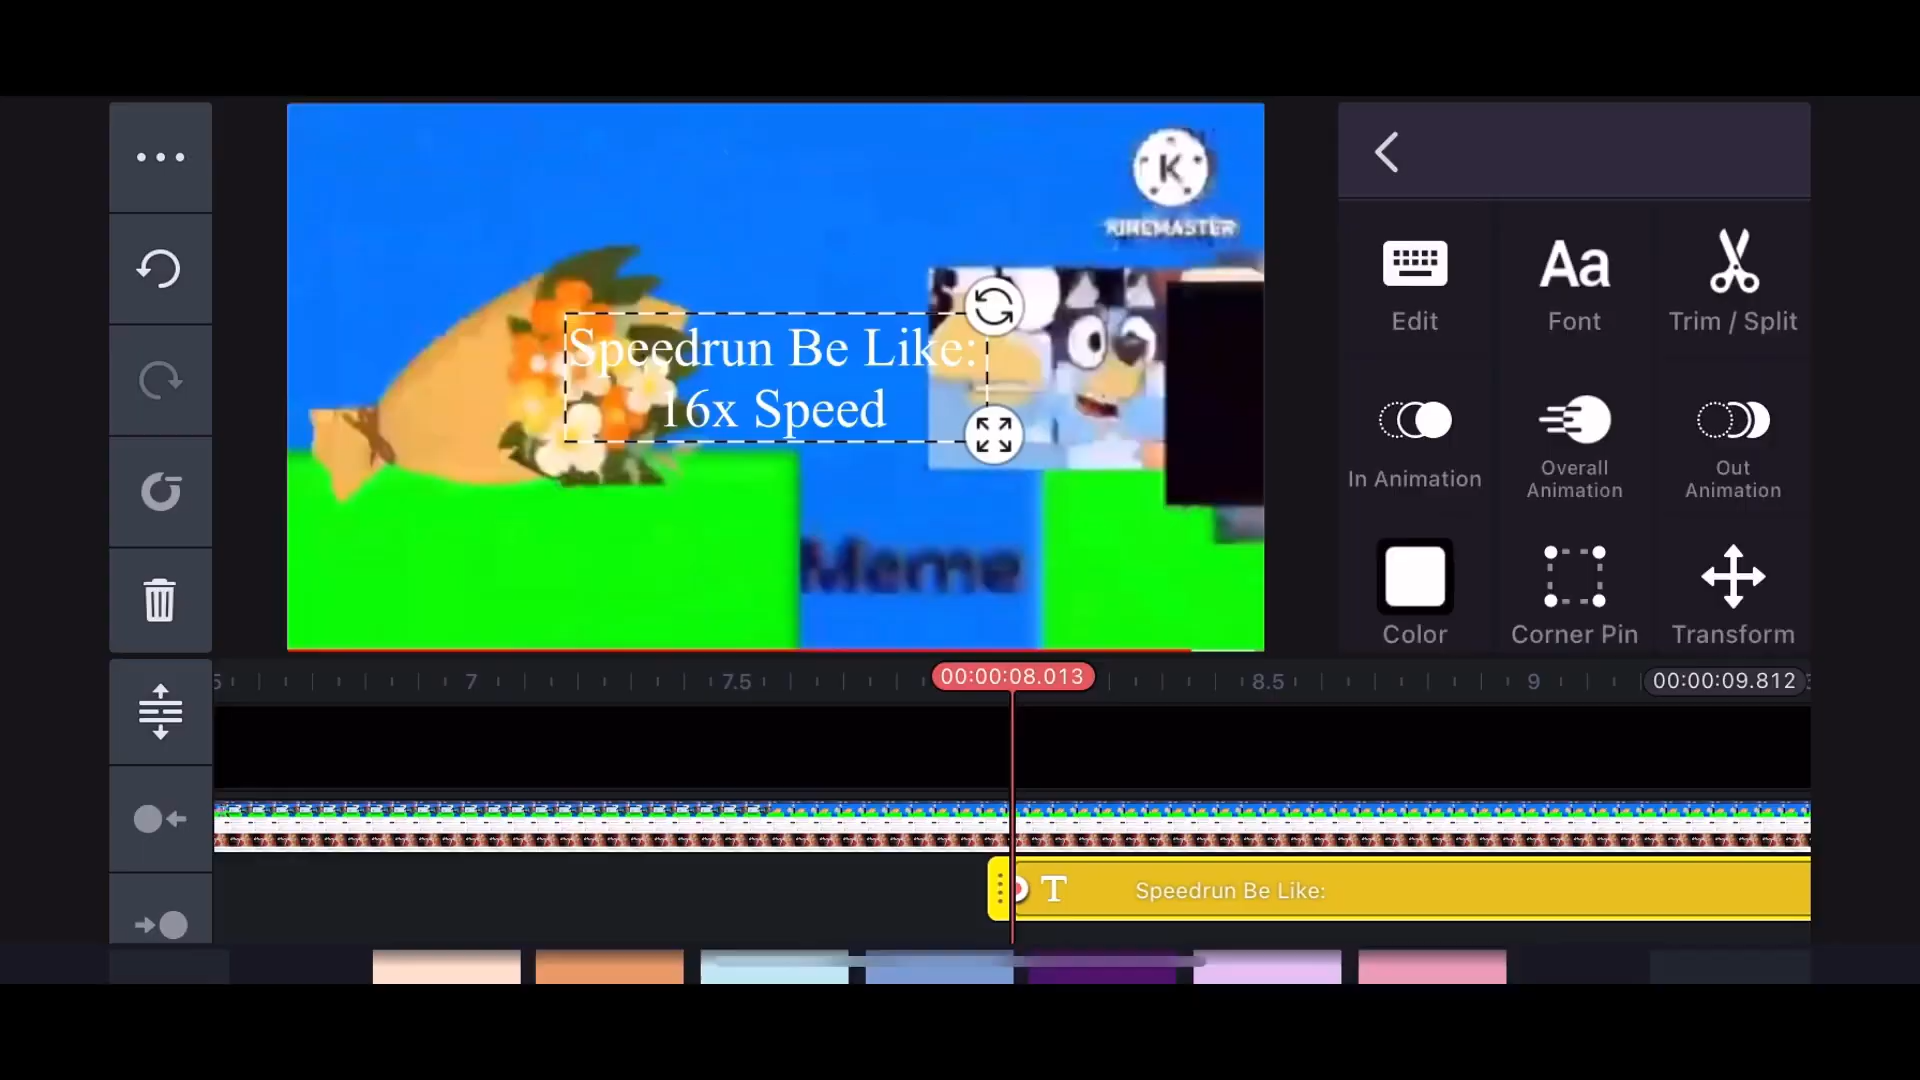 K
KINEMASTER
Speedrun Be Like:
16x Speed
Meme
Edit
Font
Aa
Trim / Split
In Animation
Overall
Animation
Out
Animation
Color
Corner Pin
Transform
5
7
7.5
00:00:08.013
8.5
9
00:00:09.812
T
Speedrun Be Like: